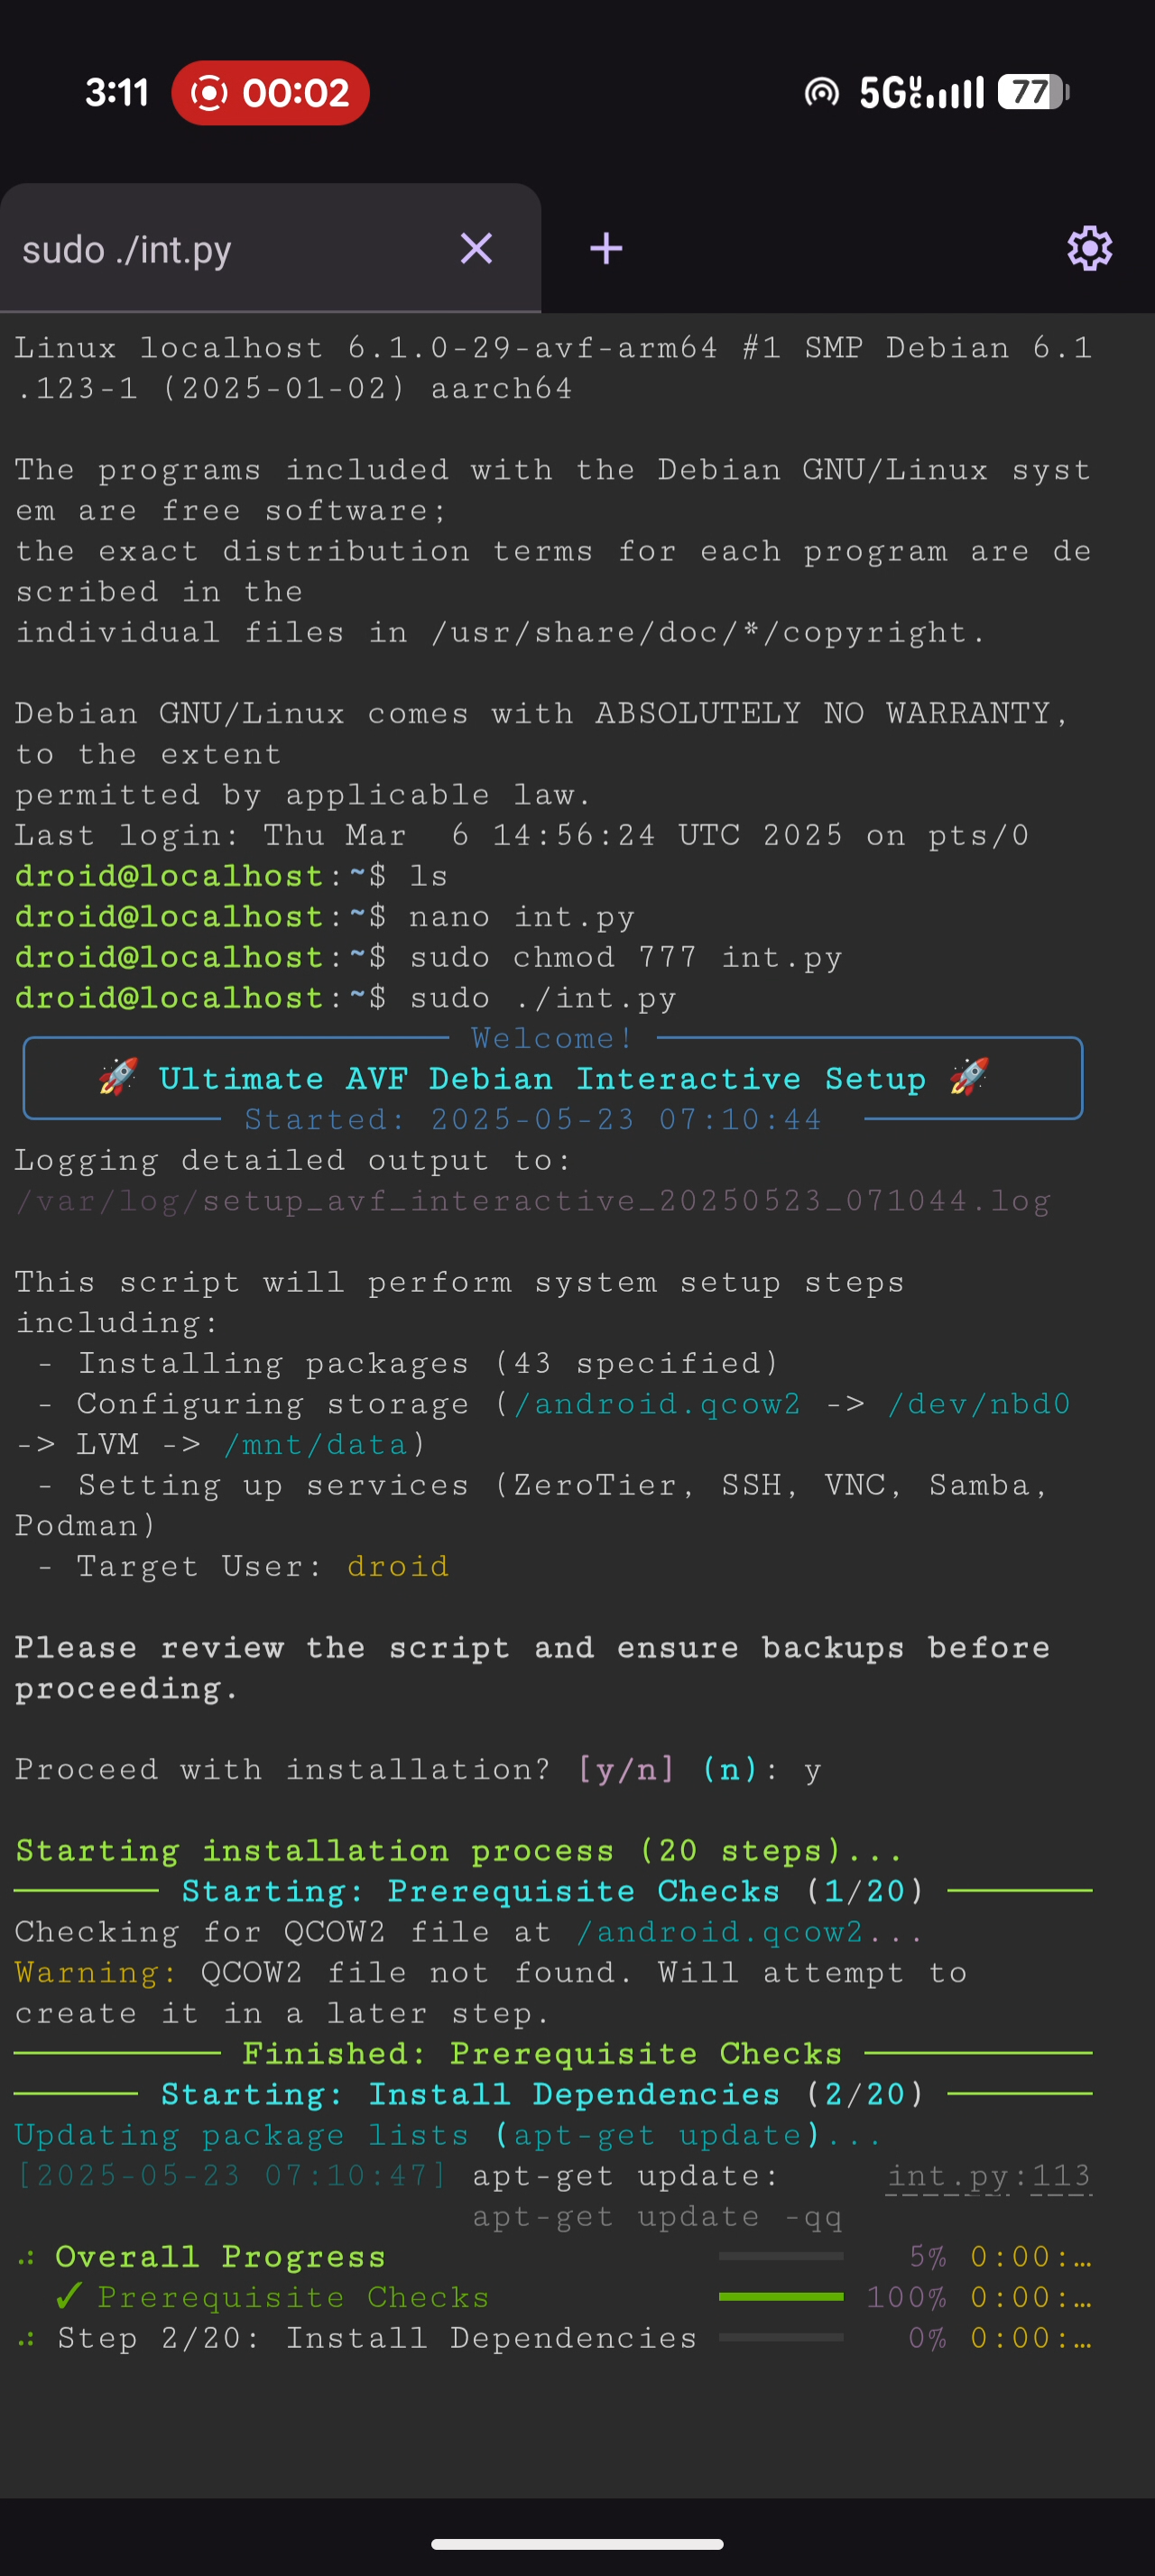 3:11 00:02 5G 77
sudo ./int.py
Linux localhost 6.1.0-29-avf-arm64 #1 SMP Debian 6.1
.123-1 (2025-01-02) aarch64
The programs included with the Debian GNU/Linux syst
em are free software;
the exact distribution terms for each program are de
scribed in the
individual files in /usr/share/doc/*/copyright.
Debian GNU/Linux comes with ABSOLUTELY NO WARRANTY,
to the extent
permitted by applicable law.
Last login: Thu Mar  6 14:56:24 UTC 2025 on pts/0
droid@localhost:~$ ls
droid@localhost:~$ nano int.py
droid@localhost:~$ sudo chmod 777 int.py
droid@localhost:~$ sudo ./int.py
Welcome!
🚀 Ultimate AVF Debian Interactive Setup 🚀
Started: 2025-05-23 07:10:44
Logging detailed output to:
/var/log/setup_avf_interactive_20250523_071044.log
This script will perform system setup steps
including:
- Installing packages (43 specified)
- Configuring storage (/android.qcow2 -> /dev/nbd0
-> LVM -> /mnt/data)
- Setting up services (ZeroTier, SSH, VNC, Samba,
Podman)
- Target User: droid
Please review the script and ensure backups before
proceeding.
Proceed with installation? [y/n] (n): y
Starting installation process (20 steps)...
Starting: Prerequisite Checks (1/20)
Checking for QCOW2 file at /android.qcow2...
Warning: QCOW2 file not found. Will attempt to
create it in a later step.
Finished: Prerequisite Checks
Starting: Install Dependencies (2/20)
Updating package lists (apt-get update)...
[2025-05-23 07:10:47] apt-get update: int.py:113
apt-get update -qq
Overall Progress 5% 0:00:…
✓ Prerequisite Checks 100% 0:00:…
Step 2/20: Install Dependencies 0% 0:00:…